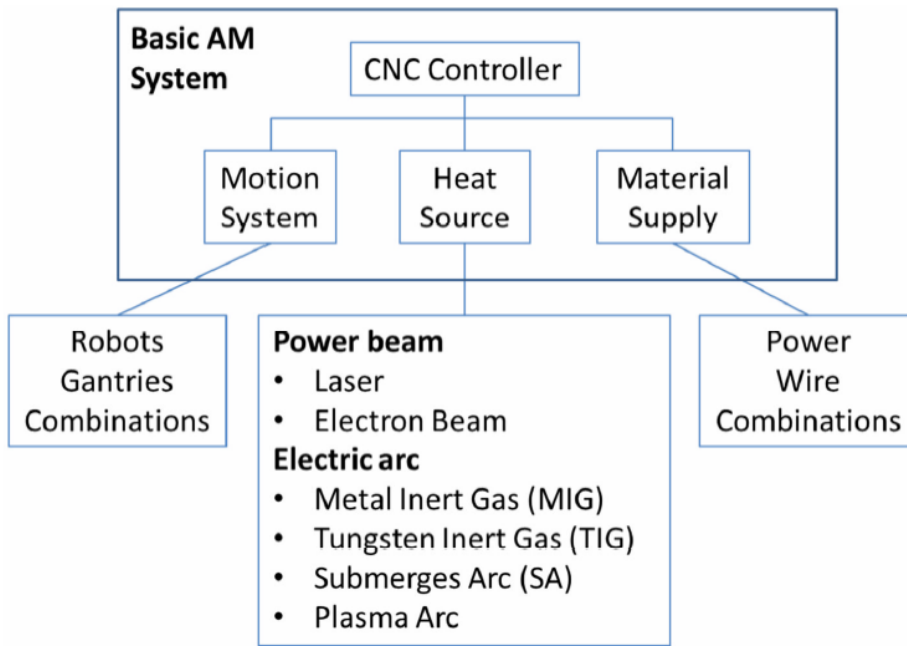 Basic AM
System
CNC Controller
Motion
System
Heat
Source
Material
Supply
Robots
Gantries
Combinations
Power beam
• Laser
• Electron Beam
Electric arc
• Metal Inert Gas (MIG)
• Tungsten Inert Gas (TIG)
• Submerges Arc (SA)
• Plasma Arc
Power
Wire
Combinations